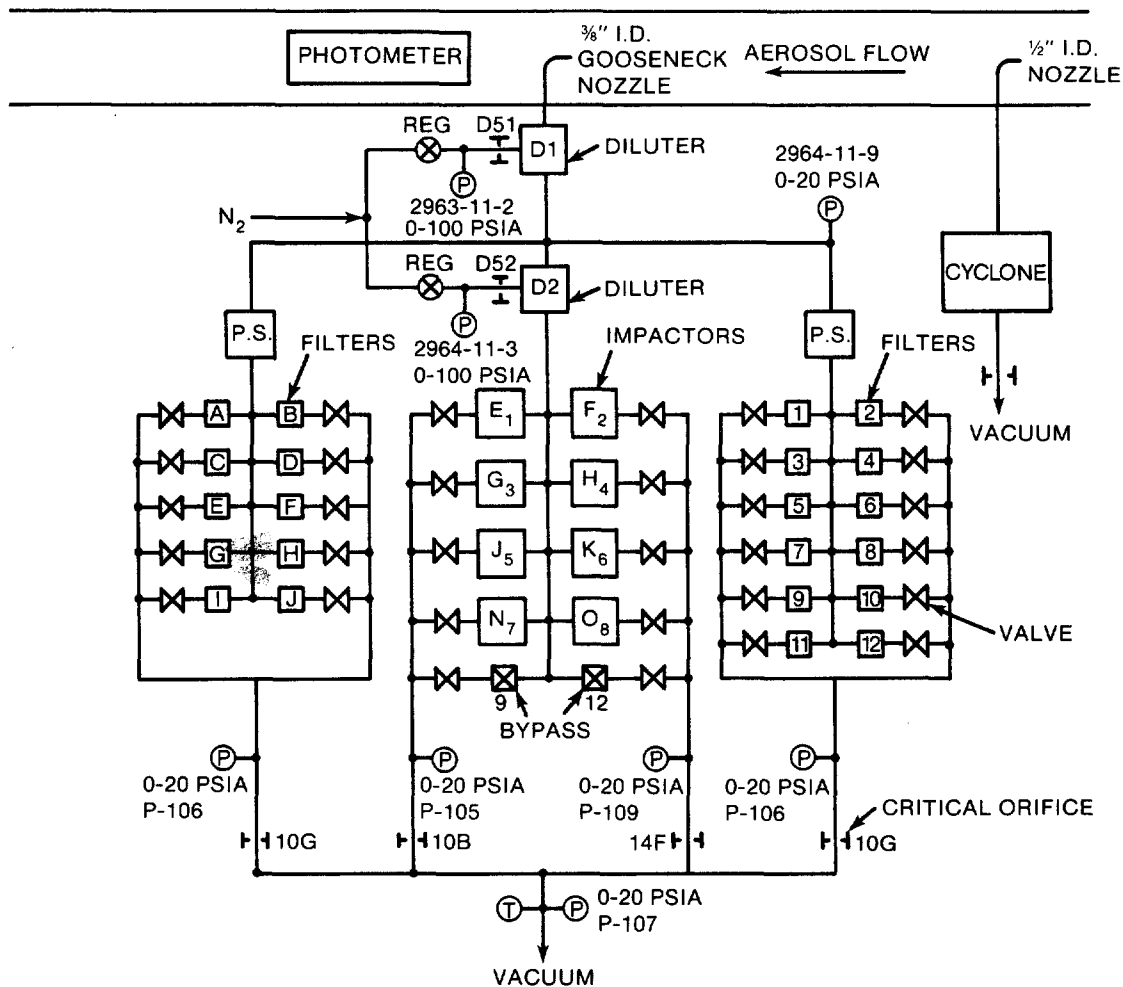 PHOTOMETER
3/8" I.D.
GOOSENECK
NOZZLE
AEROSOL FLOW
1/2" I.D.
NOZZLE
REG
D51
D1
DILUTER
P
2963-11-2
0-100 PSIA
2964-11-9
0-20 PSIA
P
N2
REG
D52
D2
DILUTER
P
2964-11-3
0-100 PSIA
CYCLONE
VACUUM
P.S.
FILTERS
IMPACTORS
P.S.
FILTERS
A B
C D
E F
G H
I J
E1 F2
G3 H4
J5 K6
N7 O8
9 12
BYPASS
1 2
3 4
5 6
7 8
9 10
11 12
VALVE
P
0-20 PSIA
P-106
P
0-20 PSIA
P-105
P
0-20 PSIA
P-109
P
0-20 PSIA
P-106
CRITICAL ORIFICE
10G
10B
14F
10G
T
P
0-20 PSIA
P-107
VACUUM